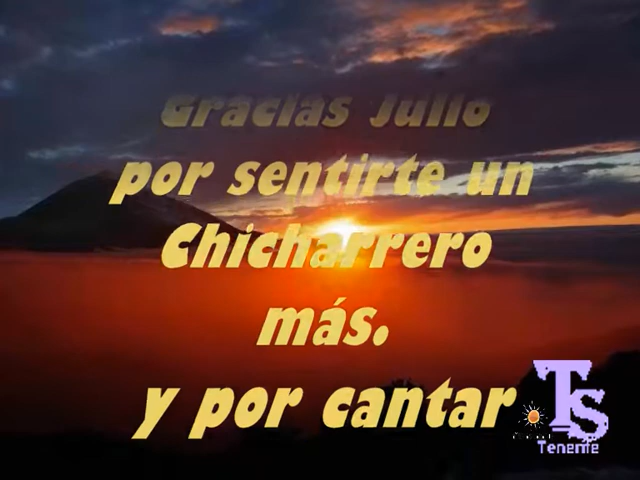 Gracias Julio
por sentirte un
Chicharrero
más.
y por cantar
TS
Tenerife